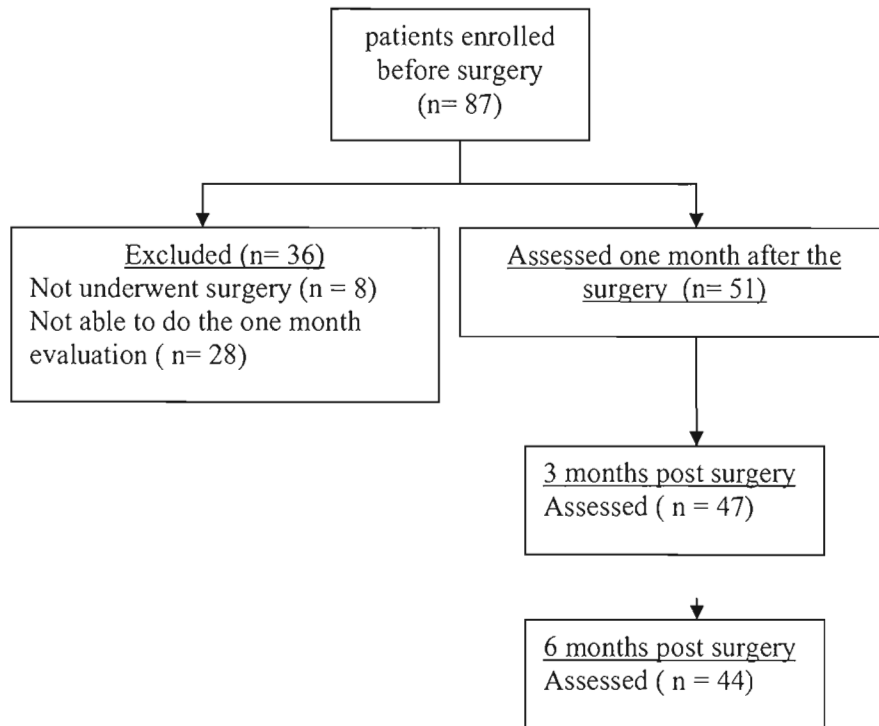 patients enrolled
before surgery
(n= 87)
Excluded (n= 36)
Not underwent surgery (n = 8)
Not able to do the one month
evaluation ( n= 28)
Assessed one month after the
surgery (n= 51)
3 months post surgery
Assessed ( n = 47)
6 months post surgery
Assessed ( n = 44)